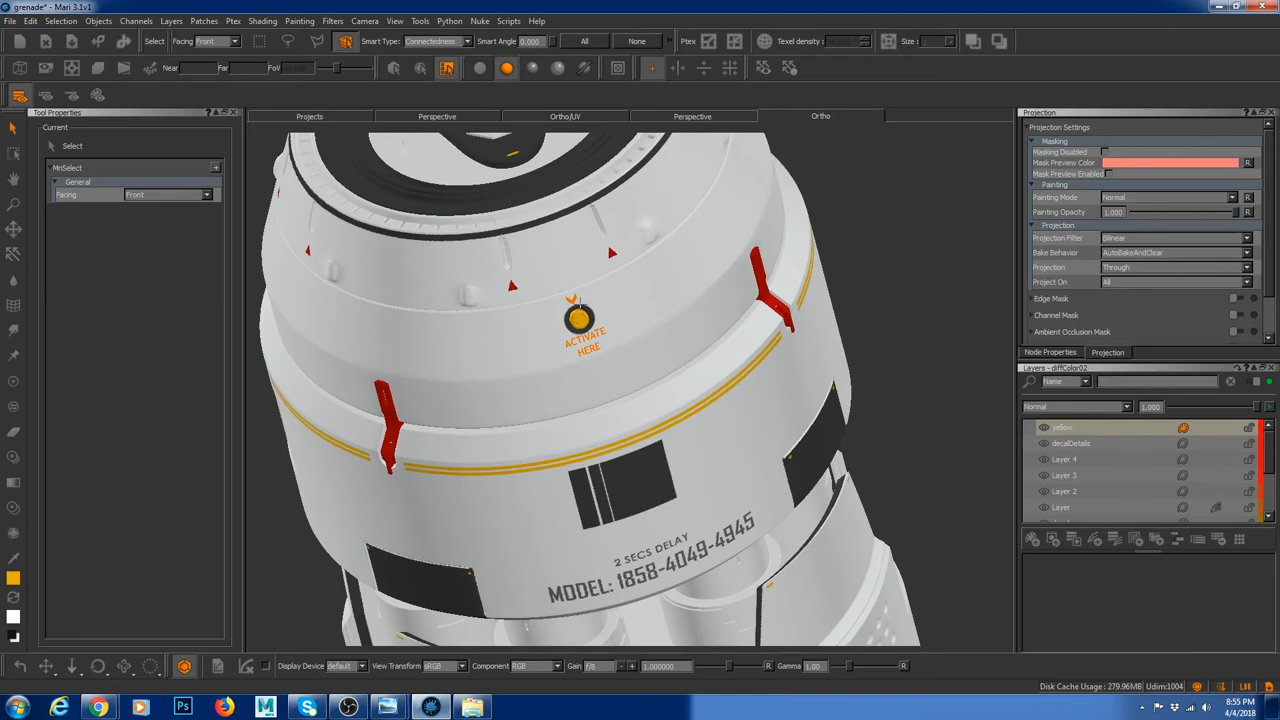 grenade* - Mari 3.1v1
File Edit Selection Objects Channels Layers Patches Ptex Shading Painting Filters Camera View Tools Python Nuke Scripts Help
Select Facing Front Smart Type: Connectedness Smart Angle 0.000 All None Ptex Texel density: Size :
Near Far FoV
Tool Properties
Projects Perspective Ortho/UV Perspective Ortho
Current
Select
MriSelect
General
Facing Front
ACTIVATE
HERE
2 SECS DELAY
MODEL: 1858-4049-4945
Projection
Projection Settings
Masking
Masking Disabled
Mask Preview Color R
Mask Preview Enabled
Painting
Painting Mode Normal R
Painting Opacity 1.000 R
Projection
Projection Filter Bilinear
Bake Behavior AutoBakeAndClear
Projection Through
Project On All
Edge Mask
Channel Mask
Ambient Occlusion Mask
Node Properties Projection
Layers - diffColor02
Name
Normal 1.000
yellow
decalDetails
Layer 4
Layer 3
Layer 2
Layer
Display Device default View Transform sRGB Component RGB Gain f/8 - + 1.000000 R Gamma 1.00 R
Disk Cache Usage : 279.96MB Udim:1004
8:55 PM
4/4/2018